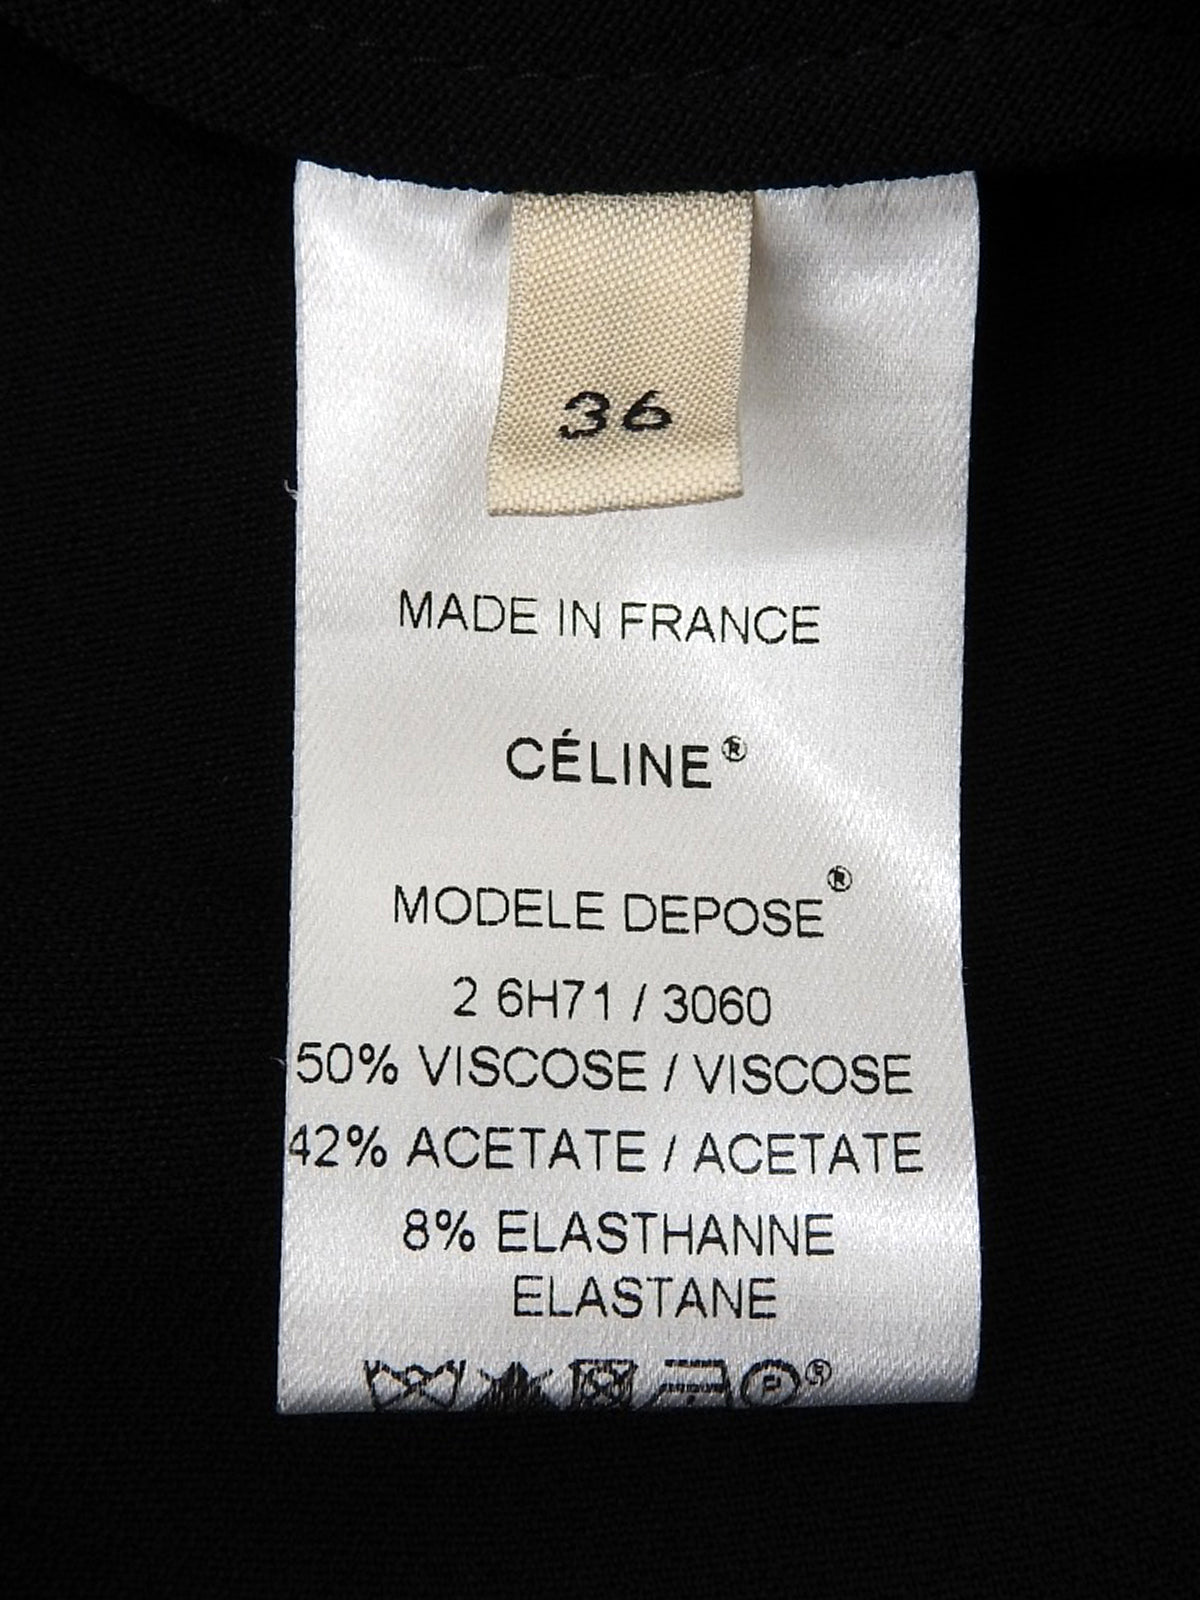 36
MADE IN FRANCE
CÉLINE®
MODELE DEPOSE®
2 6H71 / 3060
50% VISCOSE / VISCOSE
42% ACETATE / ACETATE
8% ELASTHANNE
ELASTANE
P ®